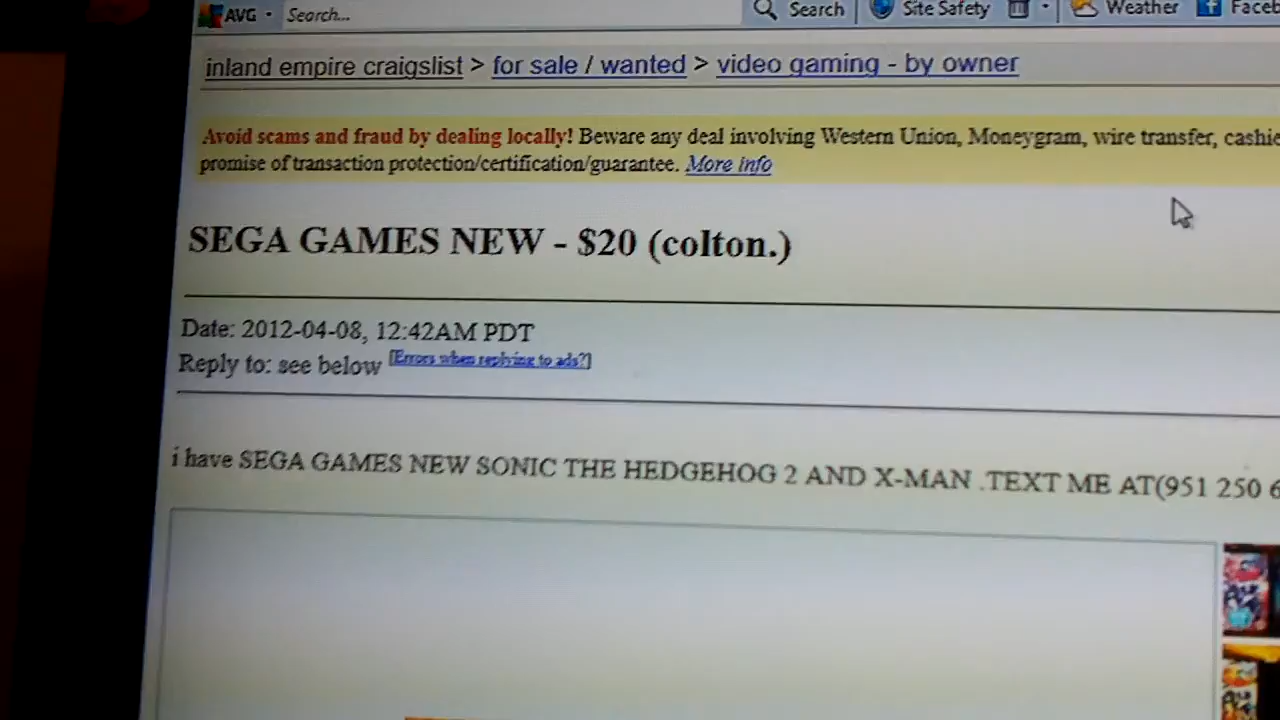 AVG Search... Search Site Safety Weather
inland empire craigslist > for sale / wanted > video gaming - by owner
Avoid scams and fraud by dealing locally! Beware any deal involving Western Union, Moneygram, wire transfer,
promise of transaction protection/certification/guarantee. More info
SEGA GAMES NEW - $20 (colton.)
Date: 2012-04-08, 12:42AM PDT
Reply to: see below [Errors when replying to ads?]
i have SEGA GAMES NEW SONIC THE HEDGEHOG 2 AND X-MAN .TEXT ME AT(951 250 6